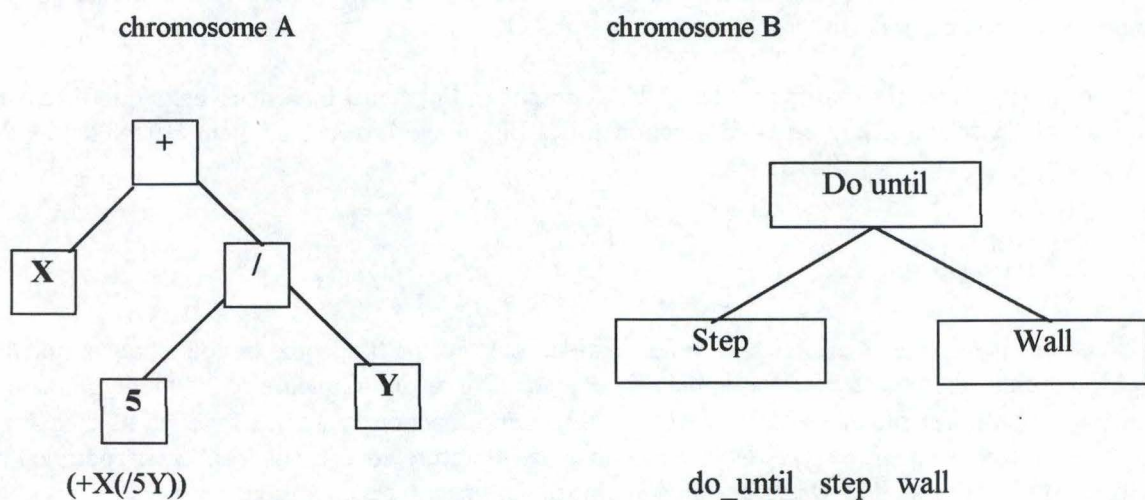 chromosome A
chromosome B
+
X
/
5
Y
(+X(/5Y))
Do until
Step
Wall
do_until step wall